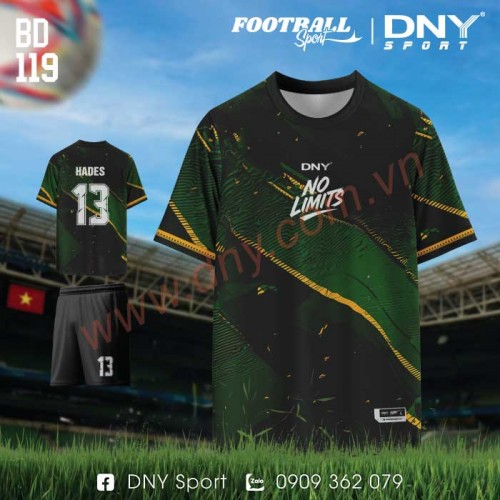 BD
119
FOOTBALL
Sport
DNY®
SPORT
HADES
13
DNY
NO
LIMITS
13
www.dny.com.vn
DNY Sport
Zalo
0909 362 079